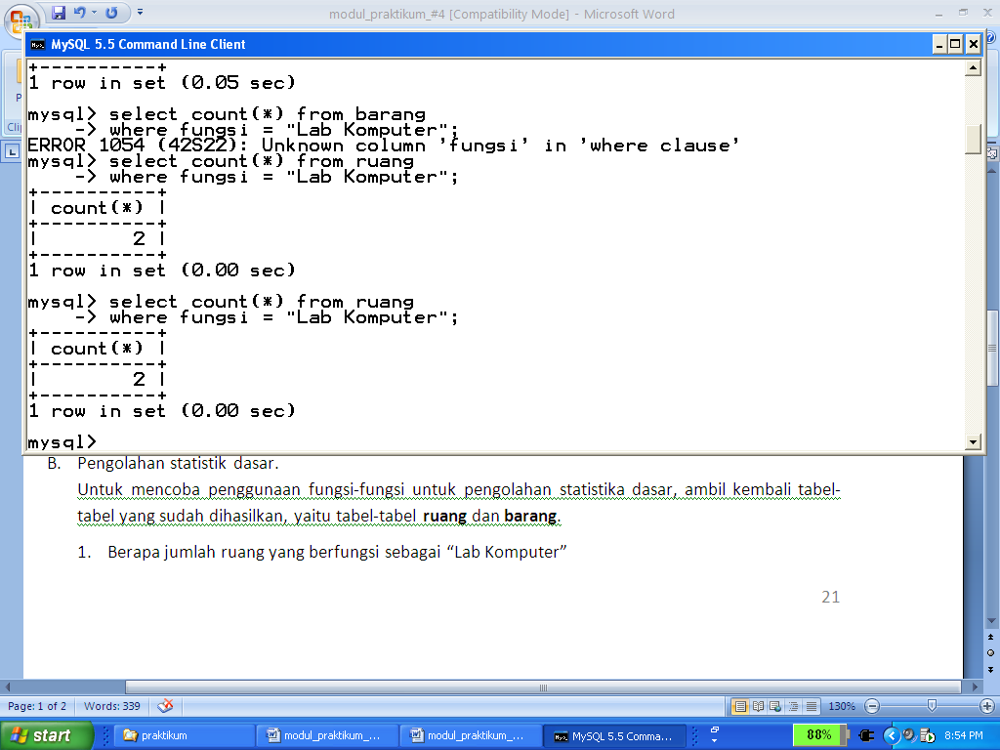 modul_praktikum_#4 [Compatibility Mode] - Microsoft Word
MySQL 5.5 Command Line Client
+----------+
1 row in set (0.05 sec)
mysql> select count(*) from barang
    -> where fungsi = "Lab Komputer";
ERROR 1054 (42S22): Unknown column 'fungsi' in 'where clause'
mysql> select count(*) from ruang
    -> where fungsi = "Lab Komputer";
+----------+
| count(*) |
+----------+
|        2 |
+----------+
1 row in set (0.00 sec)
mysql> select count(*) from ruang
    -> where fungsi = "Lab Komputer";
+----------+
| count(*) |
+----------+
|        2 |
+----------+
1 row in set (0.00 sec)
mysql>
B. Pengolahan statistik dasar.
Untuk mencoba penggunaan fungsi-fungsi untuk pengolahan statistika dasar, ambil kembali tabel-
tabel yang sudah dihasilkan, yaitu tabel-tabel ruang dan barang.
1. Berapa jumlah ruang yang berfungsi sebagai “Lab Komputer”
21
Page: 1 of 2 Words: 339 130%
start praktikum modul_praktikum_... modul_praktikum_... MySQL 5.5 Comma... 88% 8:54 PM